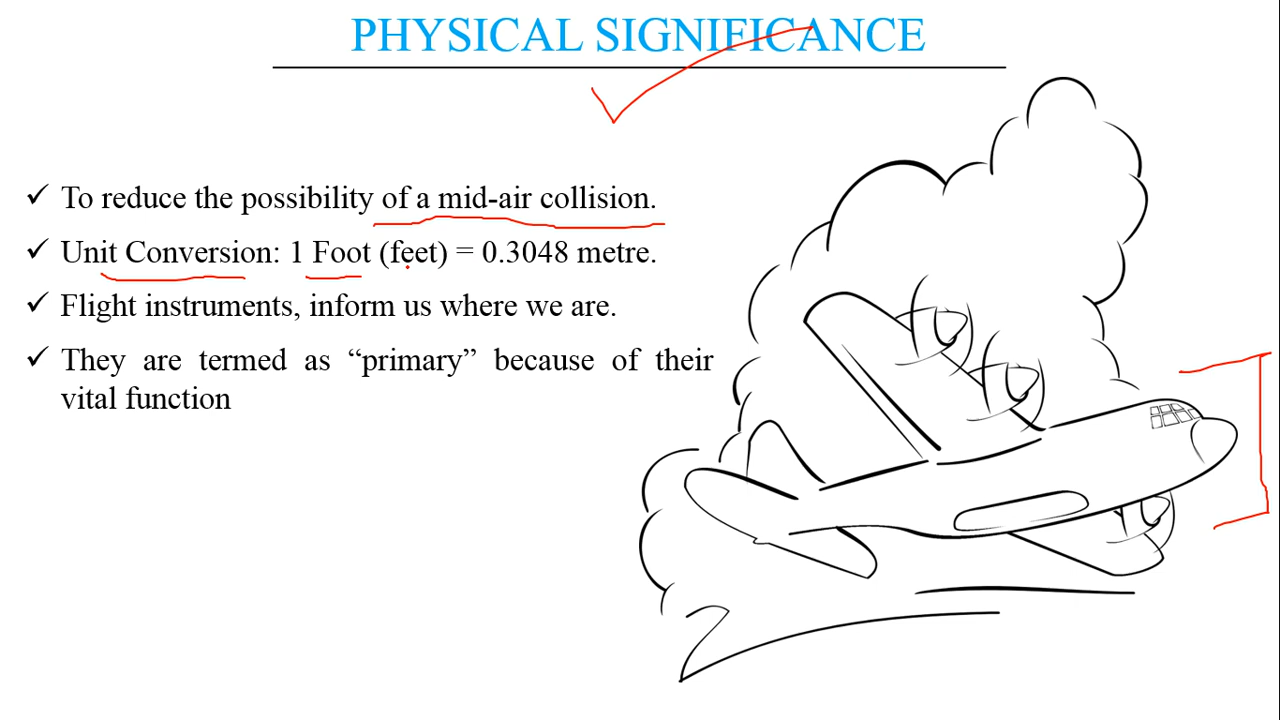 PHYSICAL SIGNIFICANCE
✓ To reduce the possibility of a mid-air collision.
✓ Unit Conversion: 1 Foot (feet) = 0.3048 metre.
✓ Flight instruments, inform us where we are.
✓ They are termed as “primary” because of their
vital function